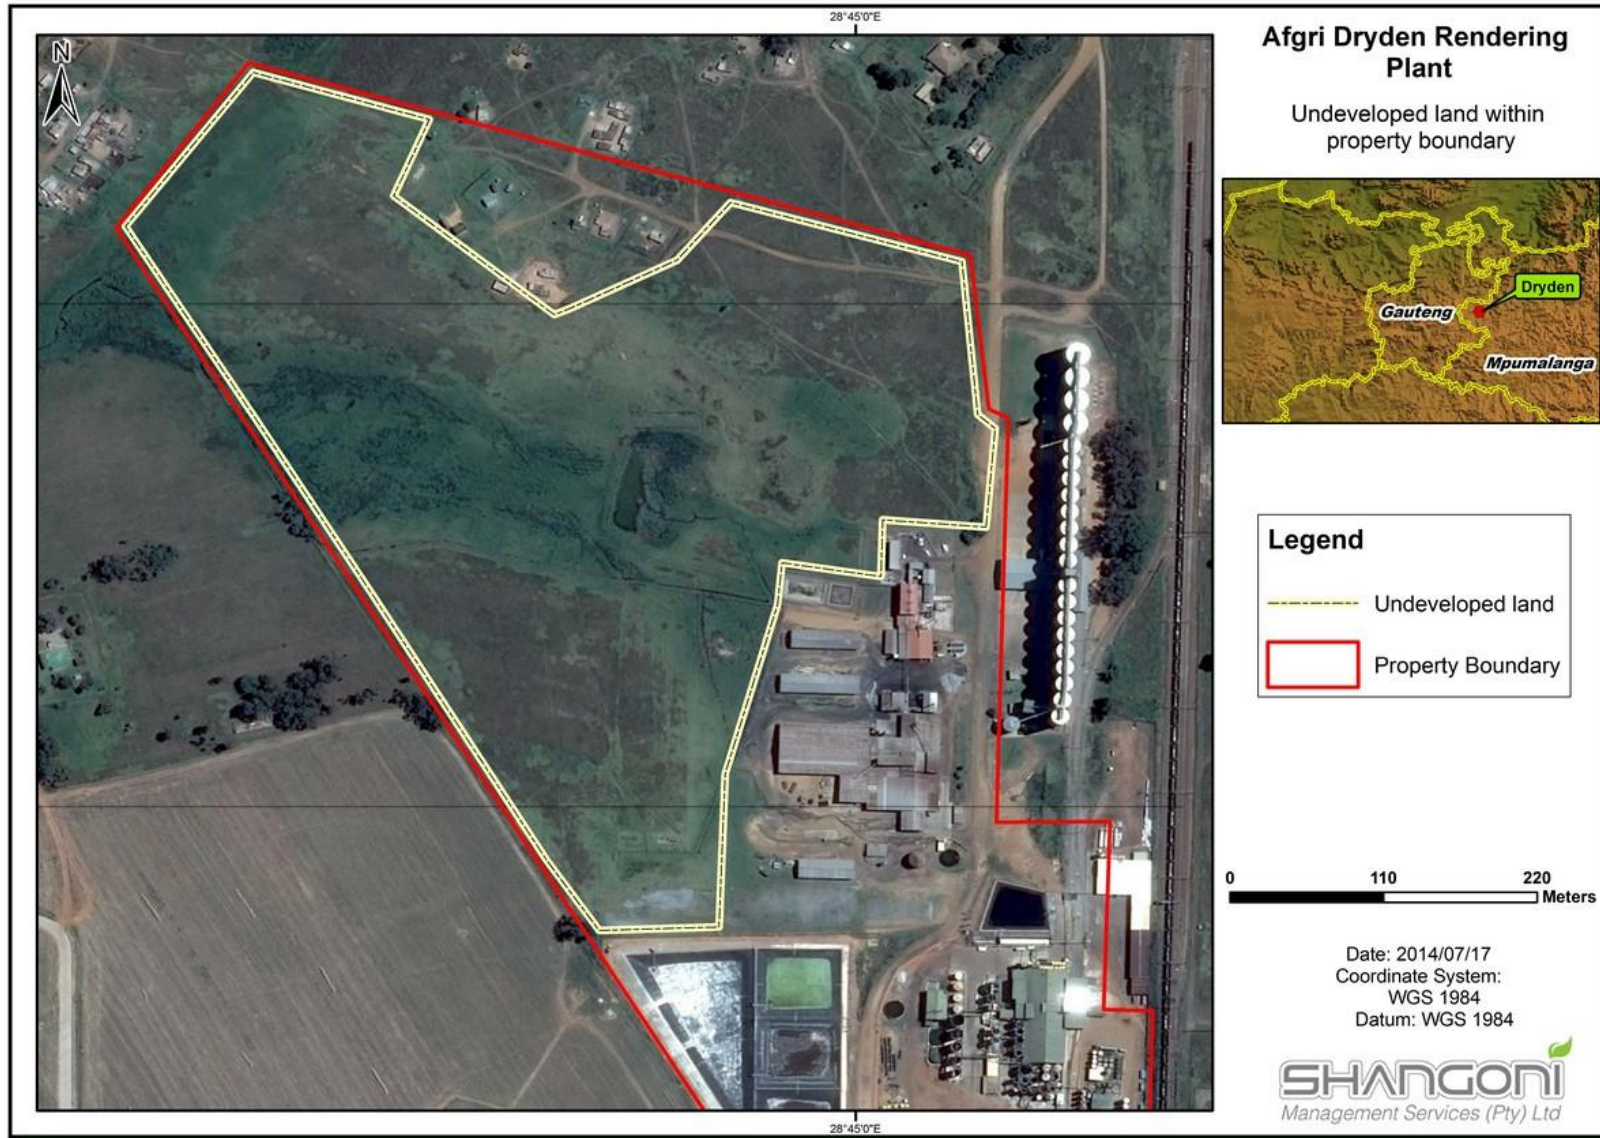 28°45'0"E
N
Afgri Dryden Rendering
Plant
Undeveloped land within
property boundary
Dryden
Gauteng
Mpumalanga
Legend
Undeveloped land
Property Boundary
0 110 220
Meters
Date: 2014/07/17
Coordinate System:
WGS 1984
Datum: WGS 1984
SHANGONI
Management Services (Pty) Ltd
28°45'0"E